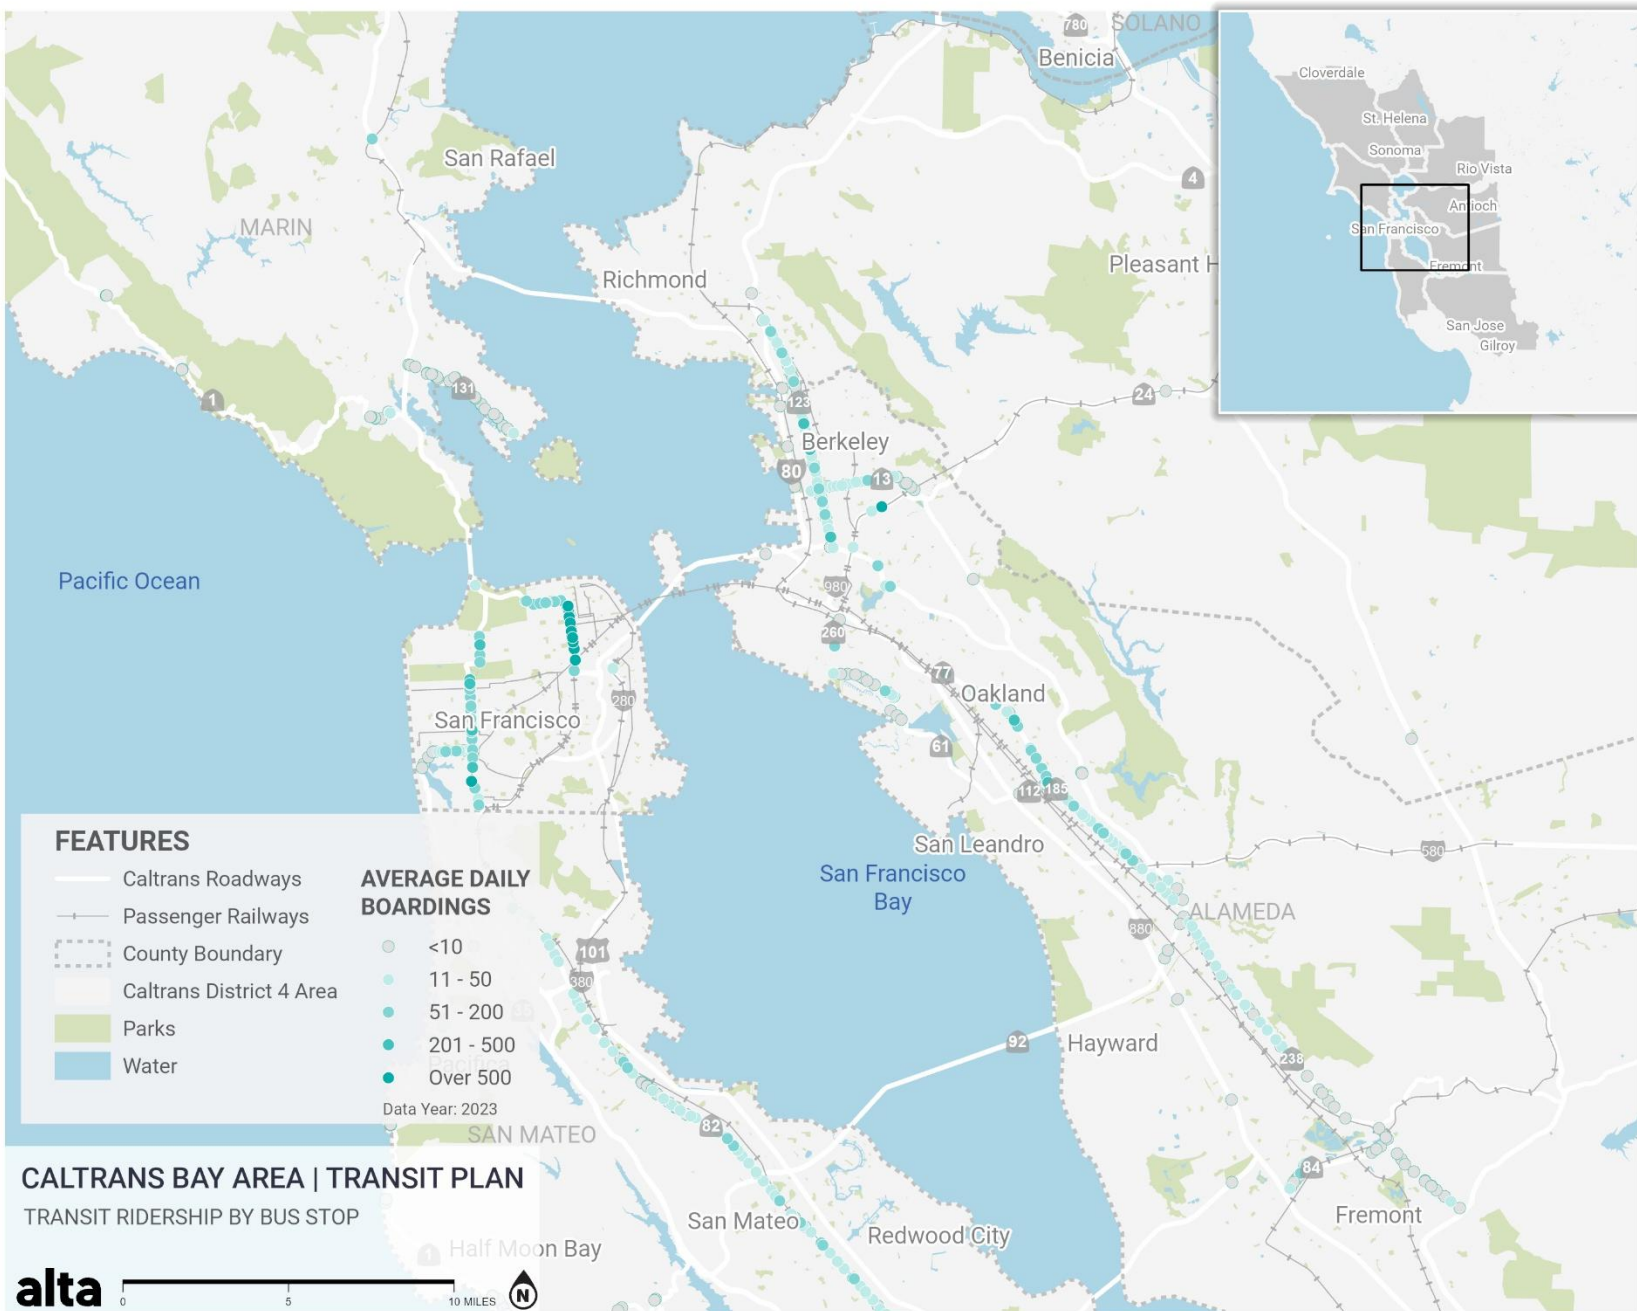 780
SOLANO
Benicia
San Rafael
4
MARIN
Richmond
Pleasant H
131
1
24
123
Berkeley
80
13
Pacific Ocean
980
260
77
Oakland
280
San Francisco
61
112
185
San Leandro
580
San Francisco
Bay
ALAMEDA
880
101
380
92
Hayward
238
82
SAN MATEO
84
Fremont
San Mateo
Redwood City
Pacifica
1
Half Moon Bay
Cloverdale
St. Helena
Sonoma
Rio Vista
Antioch
San Francisco
Fremont
San Jose
Gilroy
FEATURES
Caltrans Roadways
Passenger Railways
County Boundary
Caltrans District 4 Area
Parks
Water
AVERAGE DAILY
BOARDINGS
<10
11 - 50
51 - 200
201 - 500
Over 500
Data Year: 2023
CALTRANS BAY AREA | TRANSIT PLAN
TRANSIT RIDERSHIP BY BUS STOP
alta
0
5
10 MILES
N